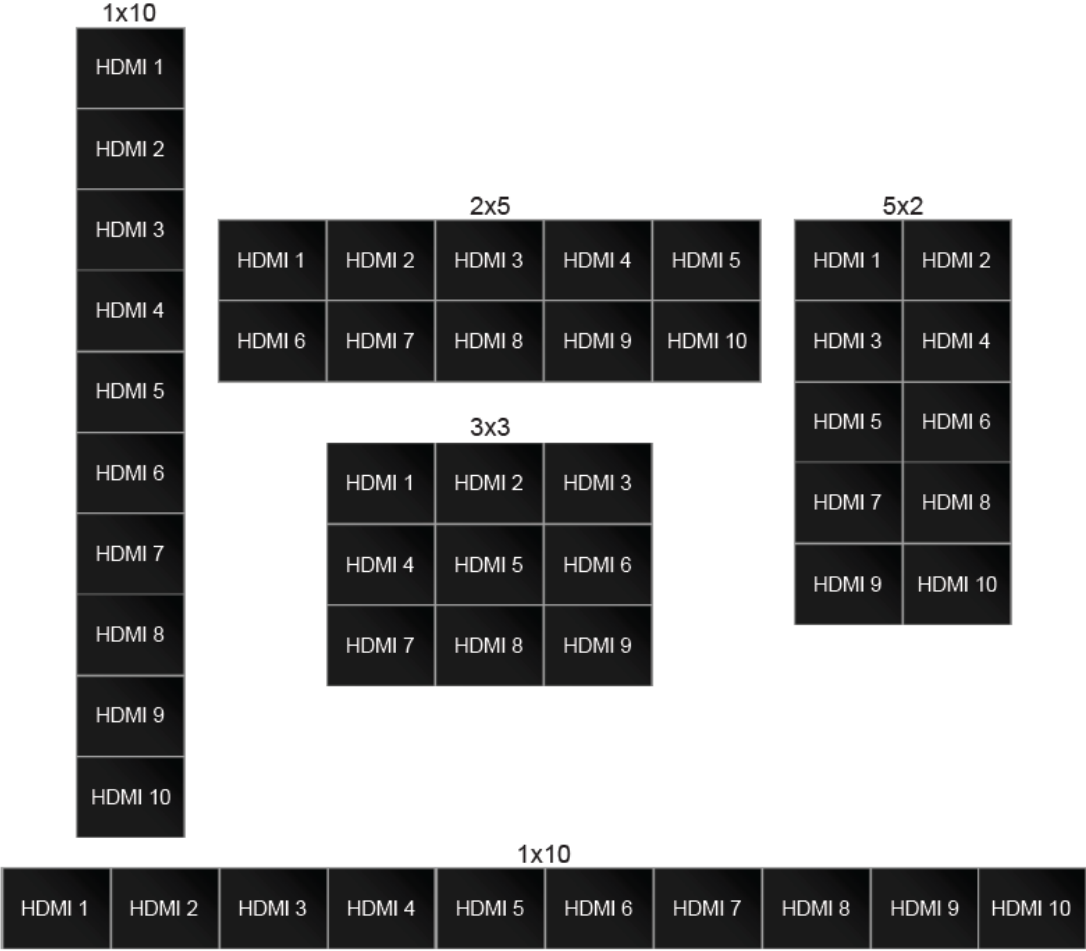 1x10
HDMI 1
HDMI 2
HDMI 3
HDMI 4
HDMI 5
HDMI 6
HDMI 7
HDMI 8
HDMI 9
HDMI 10
2x5
HDMI 1 HDMI 2 HDMI 3 HDMI 4 HDMI 5
HDMI 6 HDMI 7 HDMI 8 HDMI 9 HDMI 10
3x3
HDMI 1 HDMI 2 HDMI 3
HDMI 4 HDMI 5 HDMI 6
HDMI 7 HDMI 8 HDMI 9
5x2
HDMI 1 HDMI 2
HDMI 3 HDMI 4
HDMI 5 HDMI 6
HDMI 7 HDMI 8
HDMI 9 HDMI 10
1x10
HDMI 1 HDMI 2 HDMI 3 HDMI 4 HDMI 5 HDMI 6 HDMI 7 HDMI 8 HDMI 9 HDMI 10